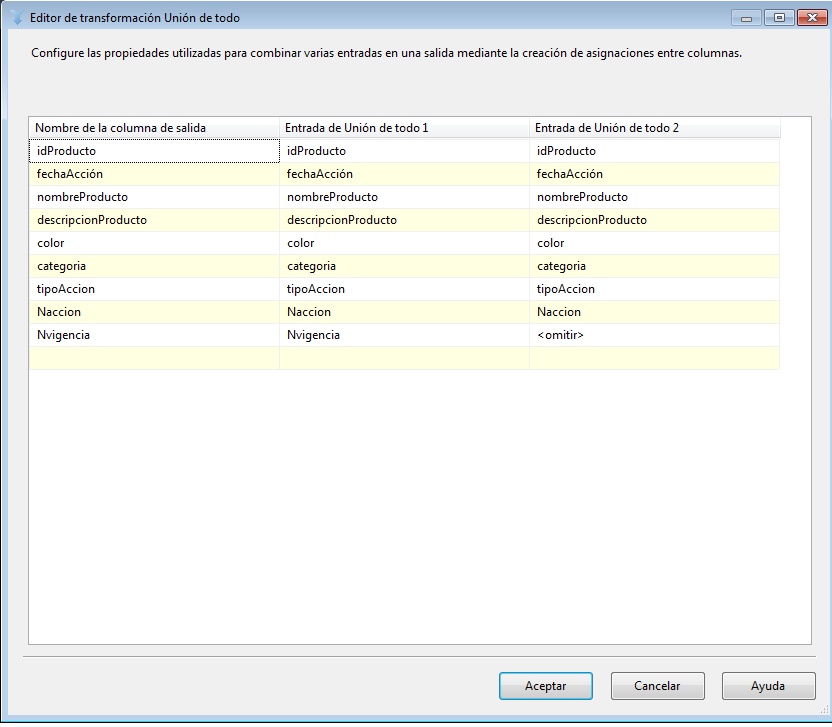 Editor de transformación Unión de todo
Configure las propiedades utilizadas para combinar varias entradas en una salida mediante la creación de asignaciones entre columnas.
Nombre de la columna de salida Entrada de Unión de todo 1 Entrada de Unión de todo 2
idProducto idProducto idProducto
fechaAcción fechaAcción fechaAcción
nombreProducto nombreProducto nombreProducto
descripcionProducto descripcionProducto descripcionProducto
color color color
categoria categoria categoria
tipoAccion tipoAccion tipoAccion
Naccion Naccion Naccion
Nvigencia Nvigencia <omitir>
Aceptar Cancelar Ayuda